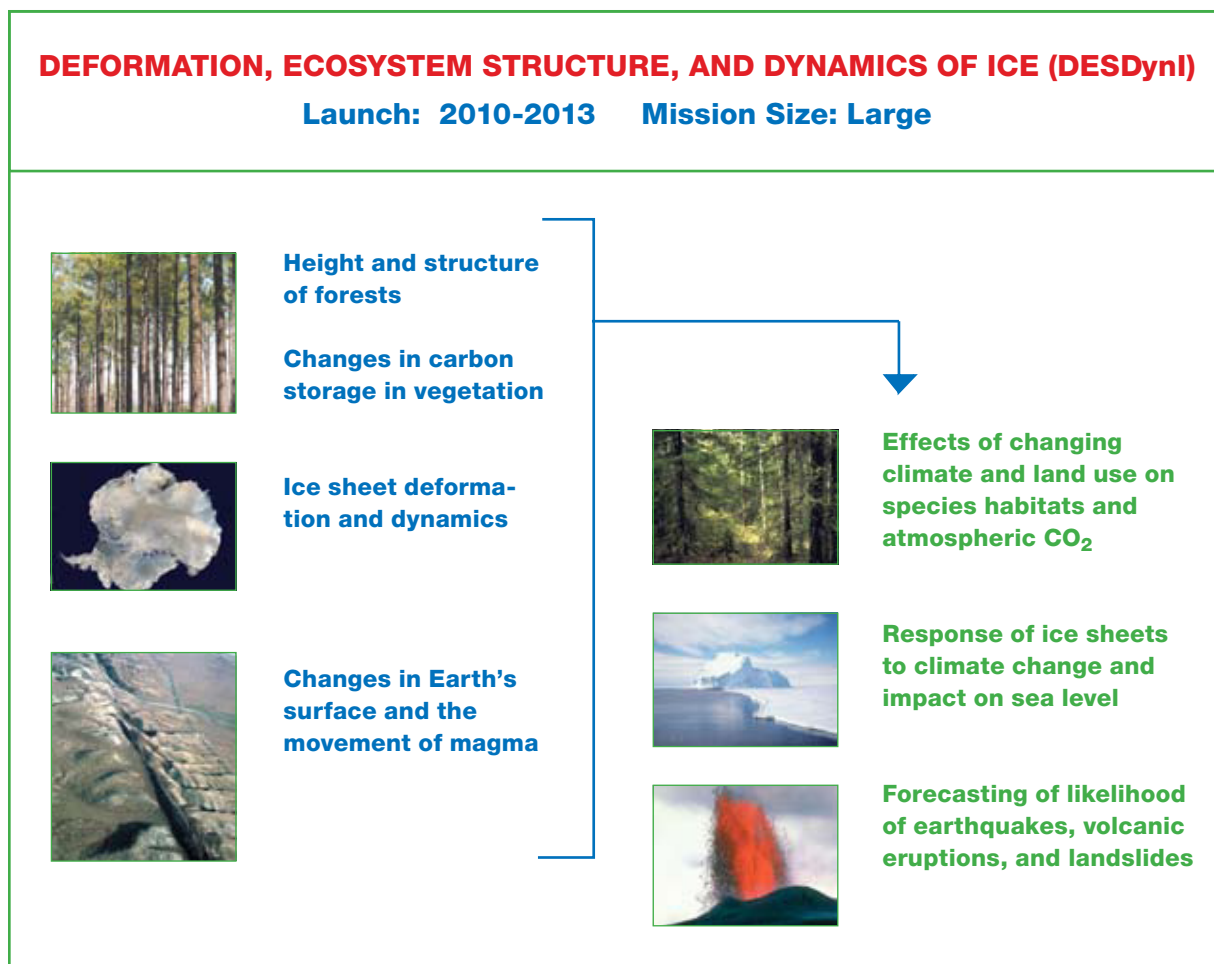 DEFORMATION, ECOSYSTEM STRUCTURE, AND DYNAMICS OF ICE (DESDynI)
Launch: 2010-2013 Mission Size: Large
Height and structure
of forests
Changes in carbon
storage in vegetation
Ice sheet deforma-
tion and dynamics
Changes in Earth's
surface and the
movement of magma
Effects of changing
climate and land use on
species habitats and
atmospheric CO₂
Response of ice sheets
to climate change and
impact on sea level
Forecasting of likelihood
of earthquakes, volcanic
eruptions, and landslides